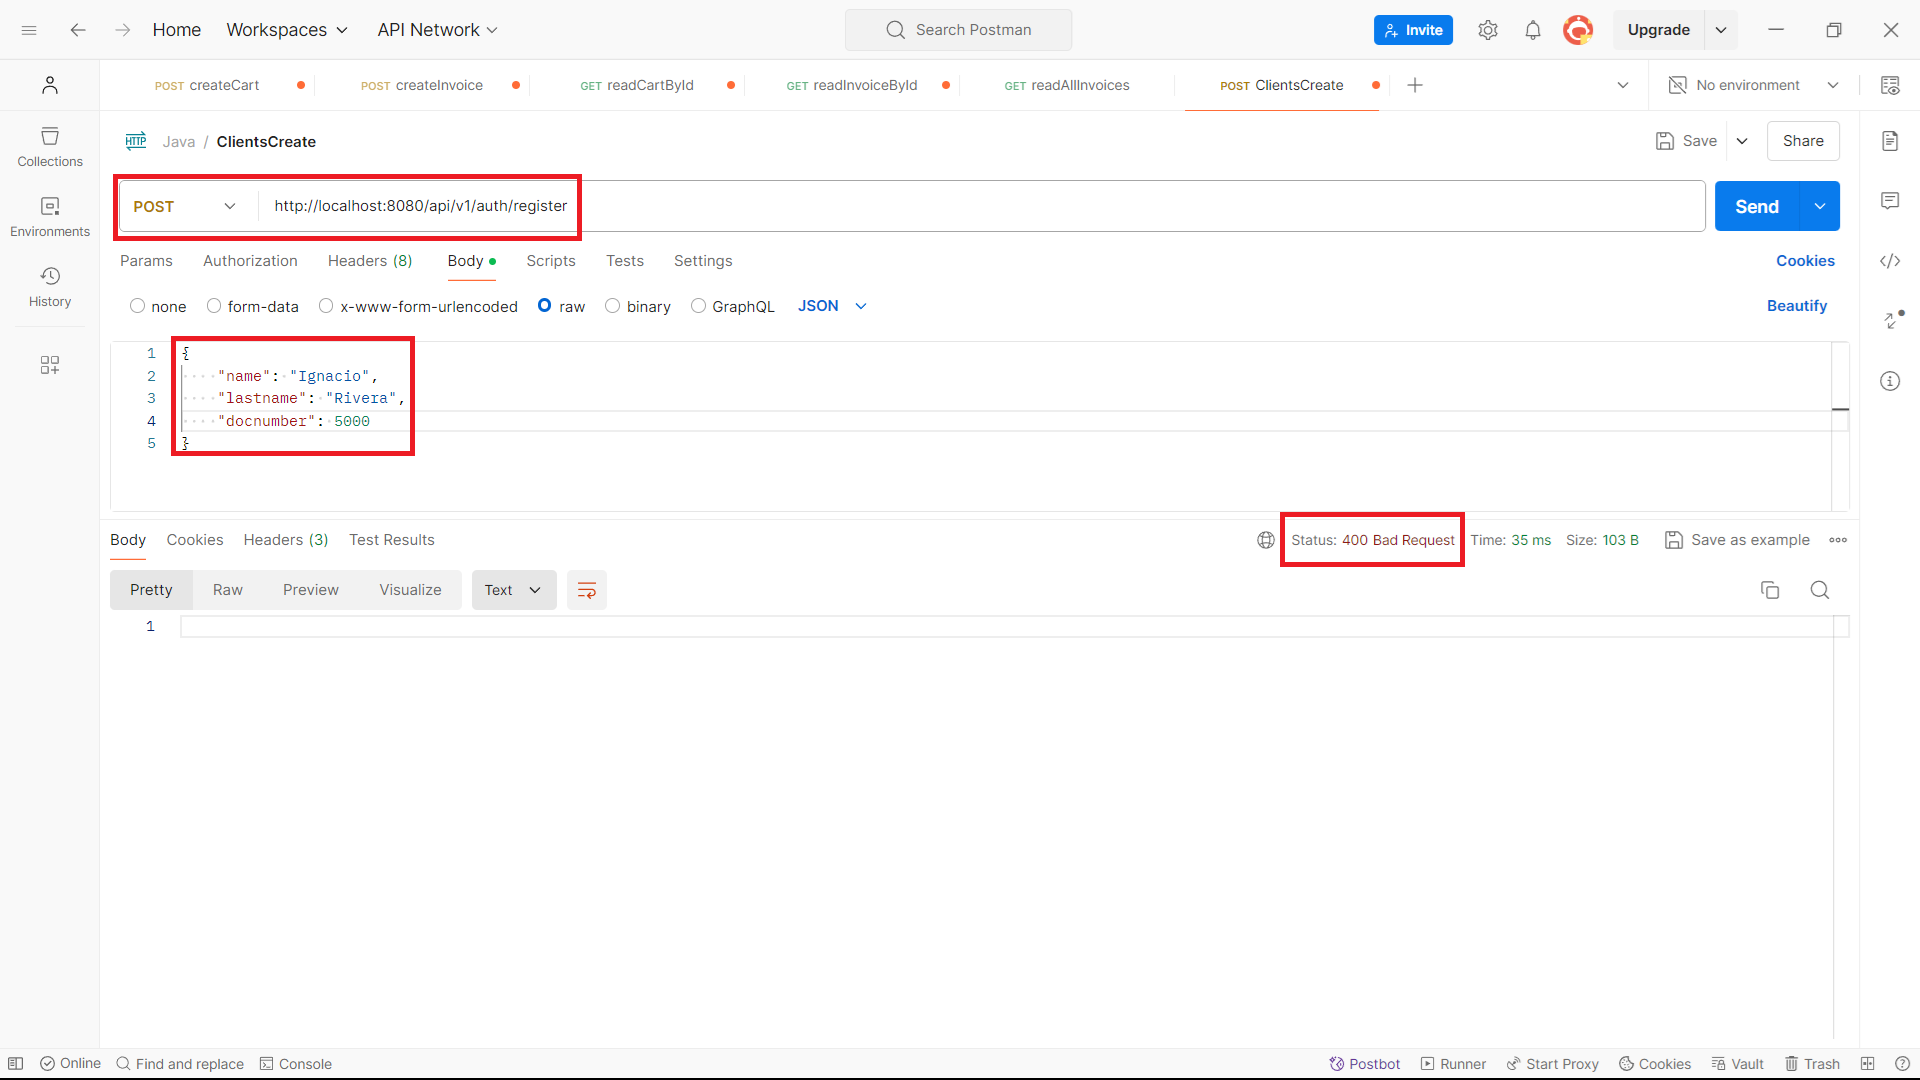 Home Workspaces API Network Search Postman Invite Upgrade
POST createCart POST createInvoice GET readCartById GET readInvoiceById GET readAllInvoices POST ClientsCreate No environment
HTTP Java / ClientsCreate Save Share
Collections
Environments
History
POST http://localhost:8080/api/v1/auth/register Send
Params Authorization Headers (8) Body Scripts Tests Settings Cookies
none form-data x-www-form-urlencoded raw binary GraphQL JSON Beautify
1 {
2 "name": "Ignacio",
3 "lastname": "Rivera",
4 "docnumber": 5000
5 }
Body Cookies Headers (3) Test Results Status: 400 Bad Request Time: 35 ms Size: 103 B Save as example
Pretty Raw Preview Visualize Text
1
Online Find and replace Console Postbot Runner Start Proxy Cookies Vault Trash